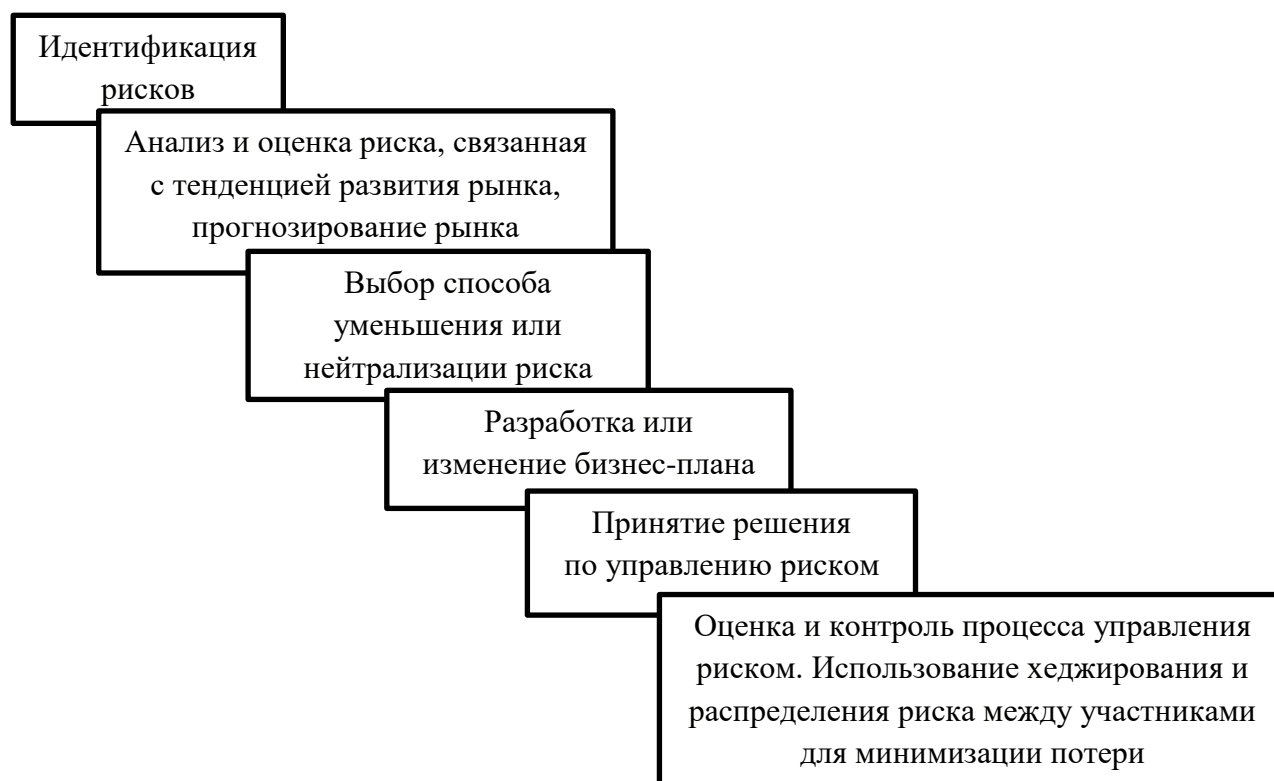 Идентификация
рисков
Анализ и оценка риска, связанная
с тенденцией развития рынка,
прогнозирование рынка
Выбор способа
уменьшения или
нейтрализации риска
Разработка или
изменение бизнес-плана
Принятие решения
по управлению риском
Оценка и контроль процесса управления
риском. Использование хеджирования и
распределения риска между участниками
для минимизации потери